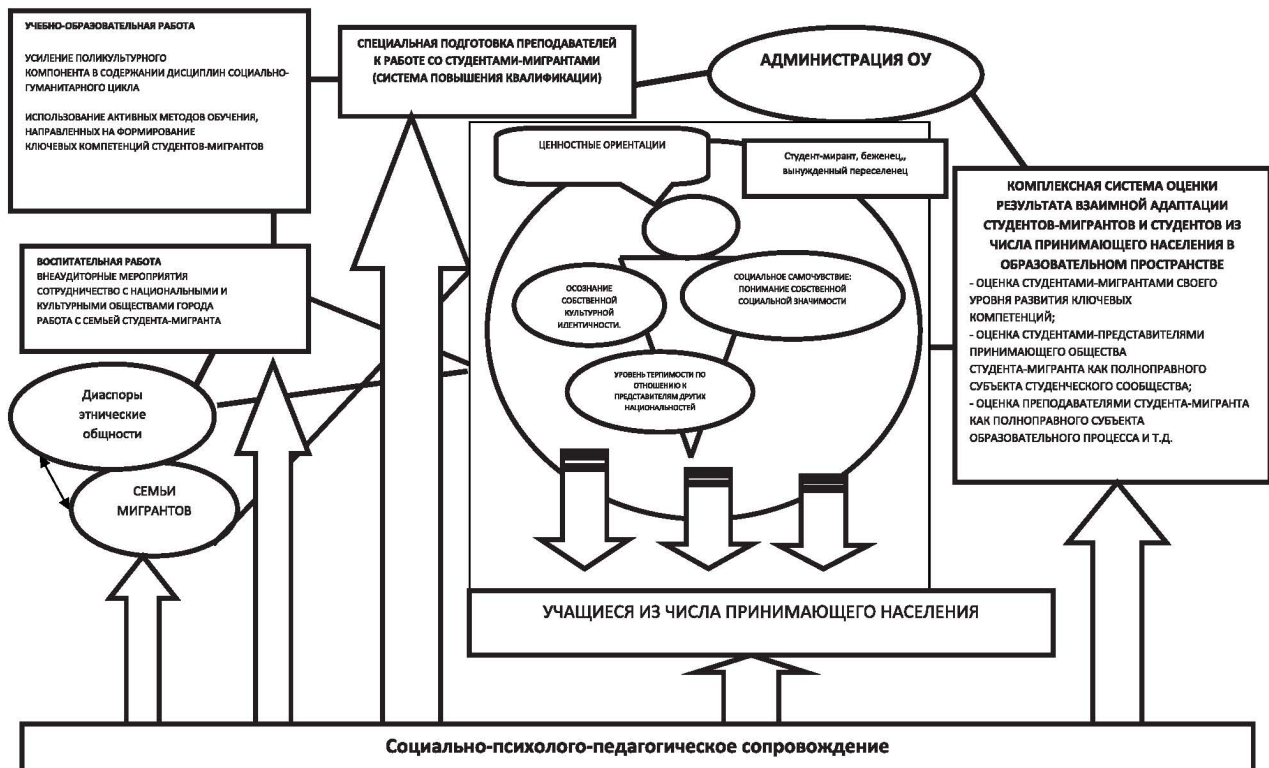 УЧЕБНО-ОБРАЗОВАТЕЛЬНАЯ РАБОТА
УСИЛЕНИЕ ПОЛИКУЛЬТУРНОГО
КОМПОНЕНТА В СОДЕРЖАНИИ ДИСЦИПЛИН СОЦИАЛЬНО-
ГУМАНИТАРНОГО ЦИКЛА
ИСПОЛЬЗОВАНИЕ АКТИВНЫХ МЕТОДОВ ОБУЧЕНИЯ,
НАПРАВЛЕННЫХ НА ФОРМИРОВАНИЕ
КЛЮЧЕВЫХ КОМПЕТЕНЦИЙ СТУДЕНТОВ-МИГРАНТОВ
СПЕЦИАЛЬНАЯ ПОДГОТОВКА ПРЕПОДАВАТЕЛЕЙ
К РАБОТЕ СО СТУДЕНТАМИ-МИГРАНТАМИ
(СИСТЕМА ПОВЫШЕНИЯ КВАЛИФИКАЦИИ)
АДМИНИСТРАЦИЯ ОУ
ЦЕННОСТНЫЕ ОРИЕНТАЦИИ
Студент-мирант, беженец,,
вынужденный переселенец
ВОСПИТАТЕЛЬНАЯ РАБОТА
ВНЕАУДИТОРНЫЕ МЕРОПРИЯТИЯ
СОТРУДНИЧЕСТВО С НАЦИОНАЛЬНЫМИ И
КУЛЬТУРНЫМИ ОБЩЕСТВАМИ ГОРОДА
РАБОТА С СЕМЬЕЙ СТУДЕНТА-МИГРАНТА
ОСОЗНАНИЕ
СОБСТВЕННОЙ
КУЛЬТУРНОЙ
ИДЕНТИЧНОСТИ.
СОЦИАЛЬНОЕ САМОЧУВСТВИЕ:
ПОНИМАНИЕ СОБСТВЕННОЙ
СОЦИАЛЬНОЙ ЗНАЧИМОСТИ
УРОВЕНЬ ТЕРПИМОСТИ ПО
ОТНОШЕНИЮ К
ПРЕДСТАВИТЕЛЯМ ДРУГИХ
НАЦИОНАЛЬНОСТЕЙ
КОМПЛЕКСНАЯ СИСТЕМА ОЦЕНКИ
РЕЗУЛЬТАТА ВЗАИМНОЙ АДАПТАЦИИ
СТУДЕНТОВ-МИГРАНТОВ И СТУДЕНТОВ ИЗ
ЧИСЛА ПРИНИМАЮЩЕГО НАСЕЛЕНИЯ В
ОБРАЗОВАТЕЛЬНОМ ПРОСТРАНСТВЕ
- ОЦЕНКА СТУДЕНТАМИ-МИГРАНТАМИ СВОЕГО
УРОВНЯ РАЗВИТИЯ КЛЮЧЕВЫХ
КОМПЕТЕНЦИЙ;
- ОЦЕНКА СТУДЕНТАМИ-ПРЕДСТАВИТЕЛЯМИ
ПРИНИМАЮЩЕГО ОБЩЕСТВА
СТУДЕНТА-МИГРАНТА КАК ПОЛНОПРАВНОГО
СУБЪЕКТА СТУДЕНЧЕСКОГО СООБЩЕСТВА;
- ОЦЕНКА ПРЕПОДАВАТЕЛЯМИ СТУДЕНТА-МИГРАНТА
КАК ПОЛНОПРАВНОГО СУБЪЕКТА
ОБРАЗОВАТЕЛЬНОГО ПРОЦЕССА И Т.Д.
Диаспоры
этнические
общности
СЕМЬИ
МИГРАНТОВ
УЧАЩИЕСЯ ИЗ ЧИСЛА ПРИНИМАЮЩЕГО НАСЕЛЕНИЯ
Социально-психолого-педагогическое сопровождение